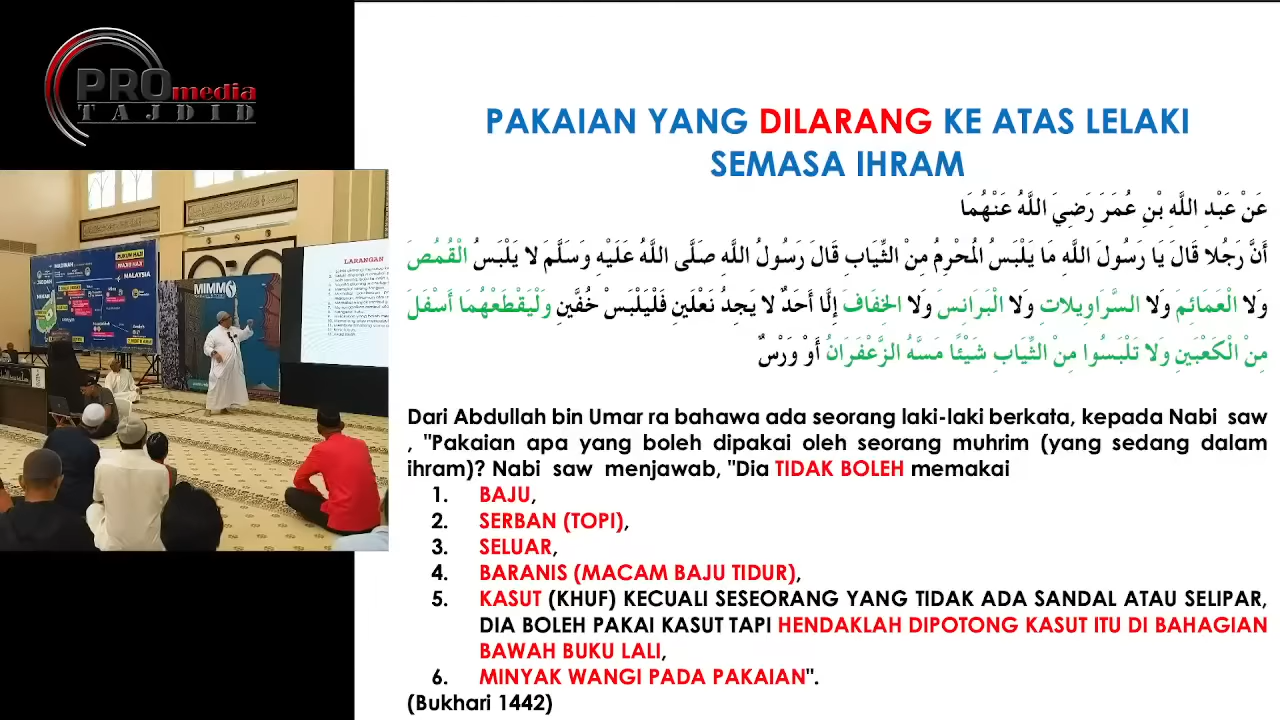 PROmedia
TAJDID
PAKAIAN YANG DILARANG KE ATAS LELAKI
SEMASA IHRAM
عَنْ عَبْدِ اللَّهِ بْنِ عُمَرَ رَضِيَ اللَّهُ عَنْهُمَا
أَنَّ رَجُلا قَالَ يَا رَسُولَ اللَّه مَا يَلْبَسُ الْمُحْرِمُ مِنْ الثِّيَابِ قَالَ رَسُولُ اللَّهِ صَلَّى اللَّهُ عَلَيْهِ وَسَلَّمَ لا يَلْبَسُ الْقُمُصَ
وَلا الْعَمَائِمَ وَلا السَّرَاوِيلاتِ وَلا الْبَرَانِسَ وَلا الْخِفَافَ إِلَّا أَحَدٌ لا يَجِدُ نَعْلَيْنِ فَلْيَلْبَسْ خُفَّيْنِ وَلْيَقْطَعْهُمَا أَسْفَلَ
مِنْ الْكَعْبَيْنِ وَلا تَلْبَسُوا مِنْ الثِّيَابِ شَيْئًا مَسَّهُ الزَّعْفَرَانُ أَوْ وَرْسٌ
Dari Abdullah bin Umar ra bahawa ada seorang laki-laki berkata, kepada Nabi saw
, "Pakaian apa yang boleh dipakai oleh seorang muhrim (yang sedang dalam
ihram)? Nabi saw menjawab, "Dia TIDAK BOLEH memakai
1. BAJU,
2. SERBAN (TOPI),
3. SELUAR,
4. BARANIS (MACAM BAJU TIDUR),
5. KASUT (KHUF) KECUALI SESEORANG YANG TIDAK ADA SANDAL ATAU SELIPAR,
DIA BOLEH PAKAI KASUT TAPI HENDAKLAH DIPOTONG KASUT ITU DI BAHAGIAN
BAWAH BUKU LALI,
6. MINYAK WANGI PADA PAKAIAN".
(Bukhari 1442)
LARANGAN
MIMM
MADINAH
JEDDAH
RUKUN HAJI
WAJIB HAJI
MALAYSIA